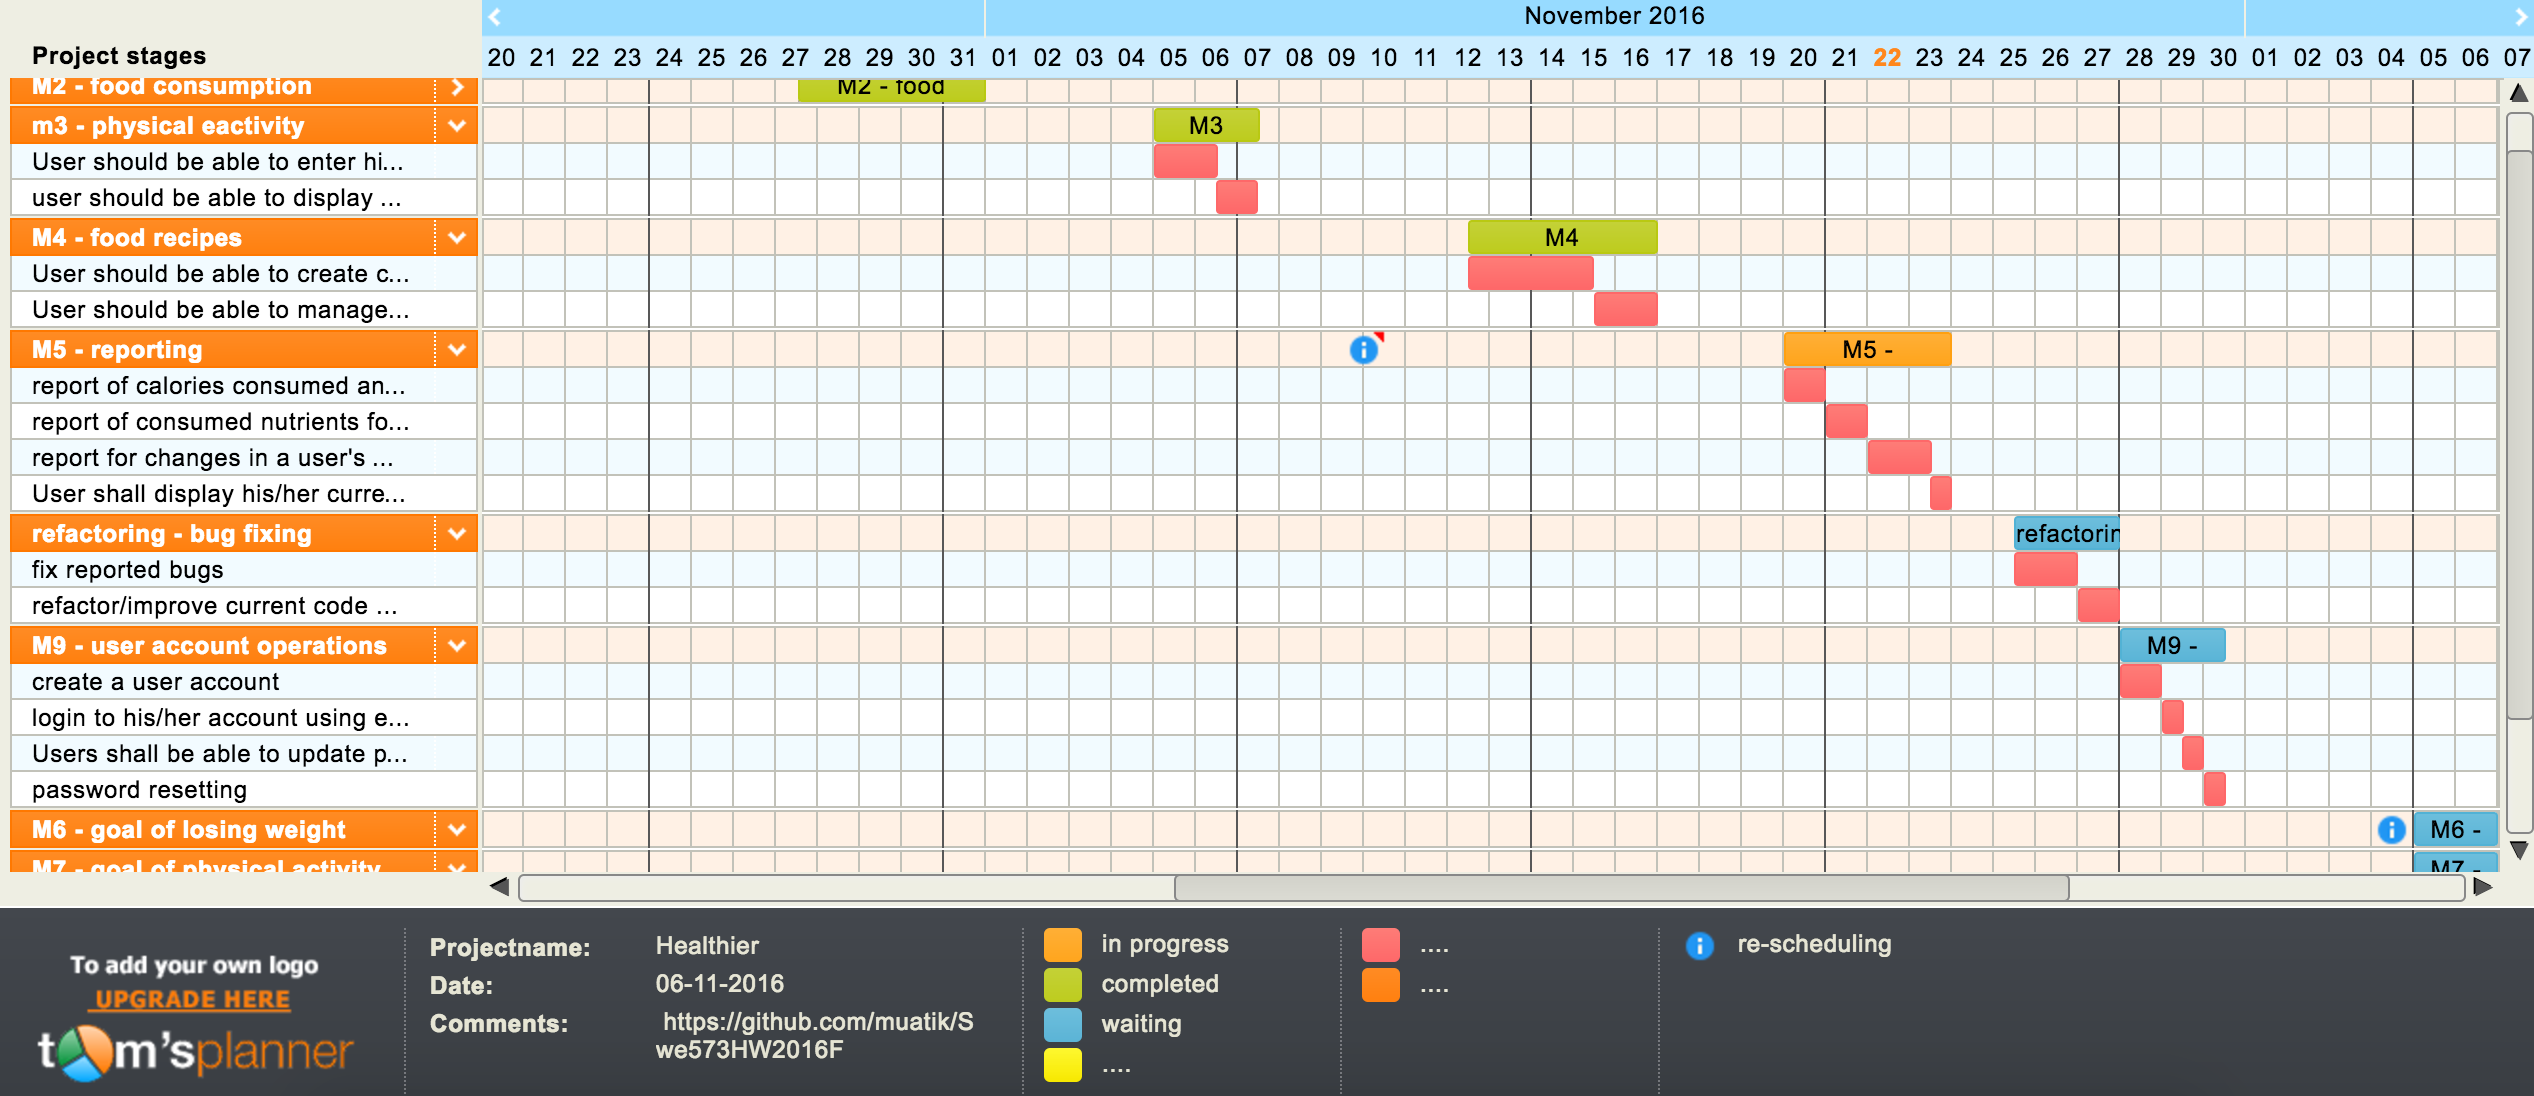 November 2016
Project stages 20 21 22 23 24 25 26 27 28 29 30 31 01 02 03 04 05 06 07 08 09 10 11 12 13 14 15 16 17 18 19 20 21 22 23 24 25 26 27 28 29 30 01 02 03 04 05 06 07
M2 - food consumption M2 - food
m3 - physical eactivity M3
User should be able to enter hi...
user should be able to display ...
M4 - food recipes M4
User should be able to create c...
User should be able to manage...
M5 - reporting M5 -
report of calories consumed an...
report of consumed nutrients fo...
report for changes in a user's ...
User shall display his/her curre...
refactoring - bug fixing refactorin
fix reported bugs
refactor/improve current code ...
M9 - user account operations M9 -
create a user account
login to his/her account using e...
Users shall be able to update p...
password resetting
M6 - goal of losing weight M6 -
M7 - goal of physical activity M7 -
To add your own logo
UPGRADE HERE
tom'splanner
Projectname: Healthier
Date: 06-11-2016
Comments: https://github.com/muatik/S
we573HW2016F
in progress
completed
waiting
....
....
....
re-scheduling